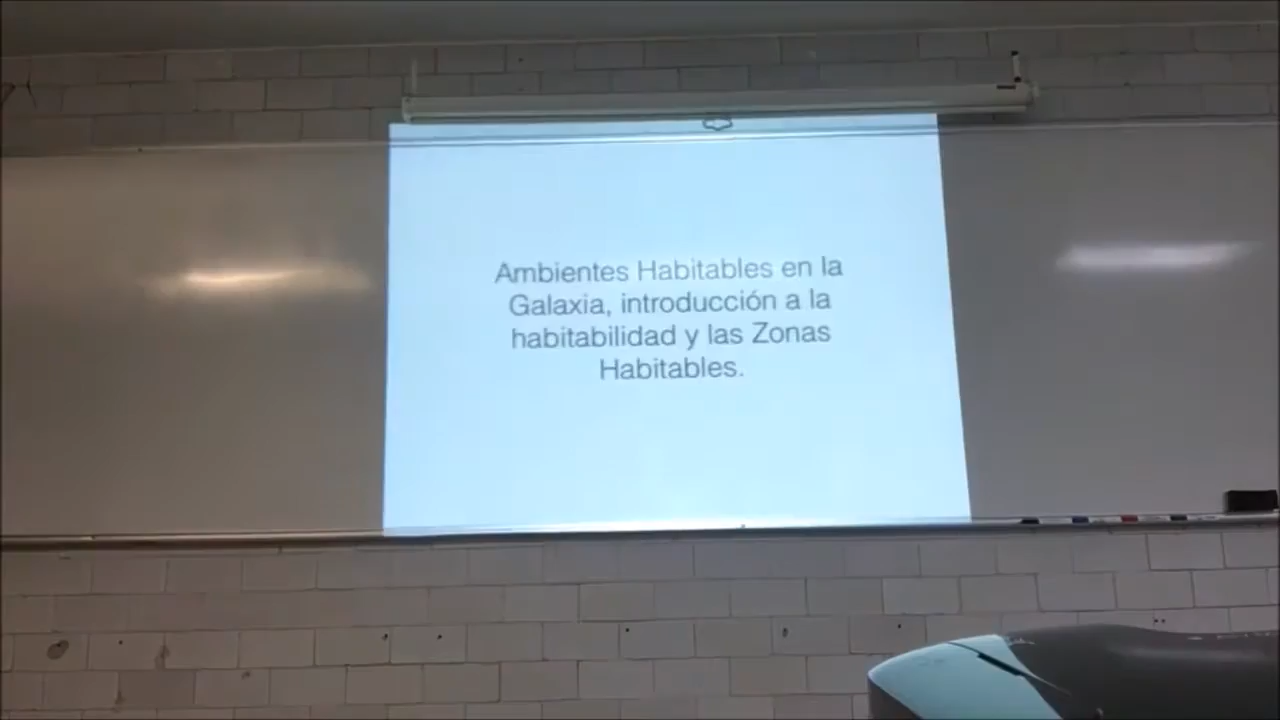 Ambientes Habitables en la
Galaxia, introducción a la
habitabilidad y las Zonas
Habitables.